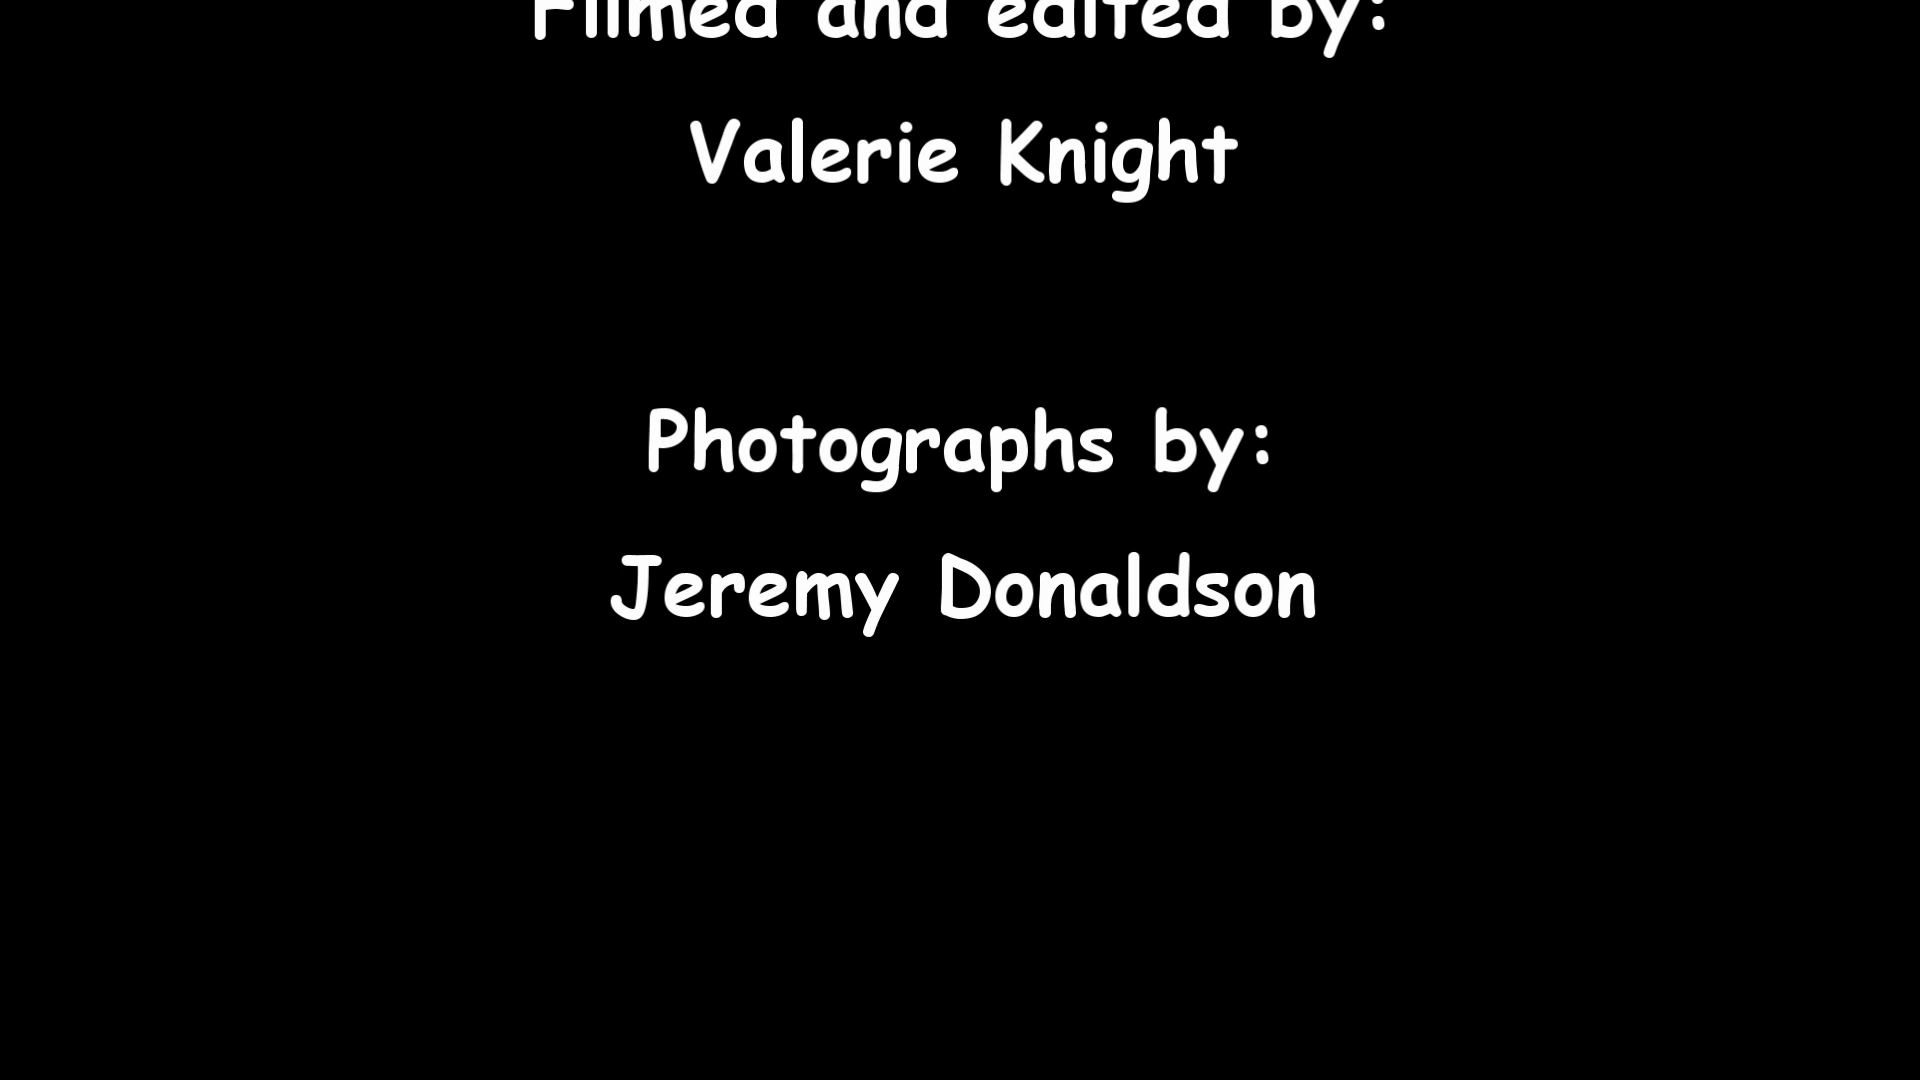 Filmed and edited by:
Valerie Knight
Photographs by:
Jeremy Donaldson